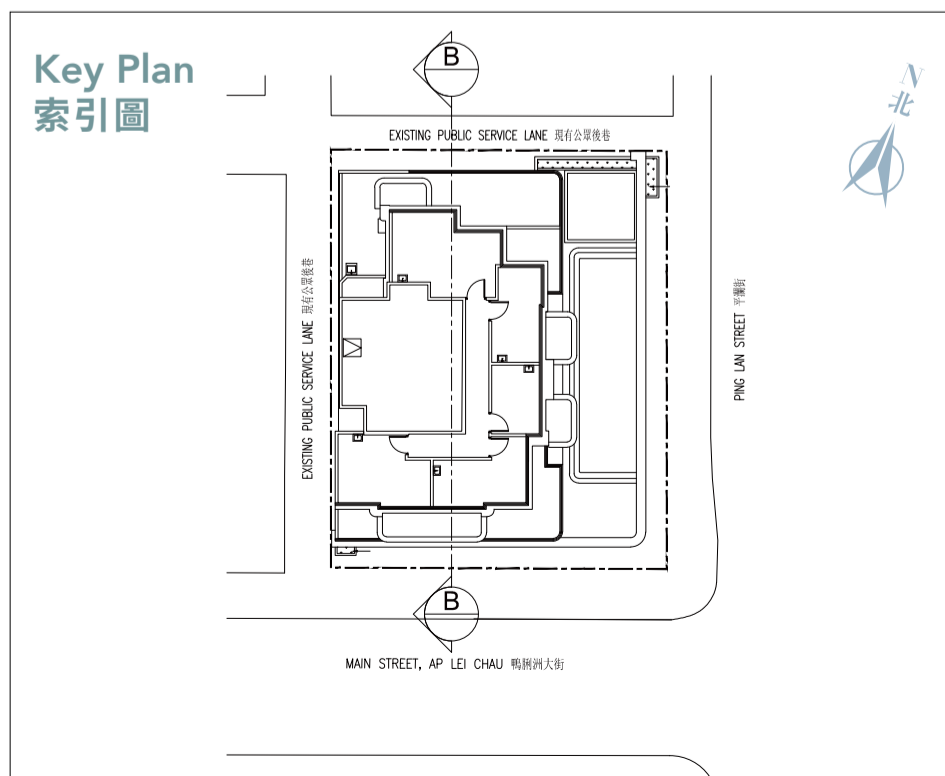 Key Plan
索引圖
B
N
北
EXISTING PUBLIC SERVICE LANE 現有公眾後巷
EXISTING PUBLIC SERVICE LANE 現有公眾後巷
PING LAN STREET 平瀾街
B
MAIN STREET, AP LEI CHAU 鴨脷洲大街